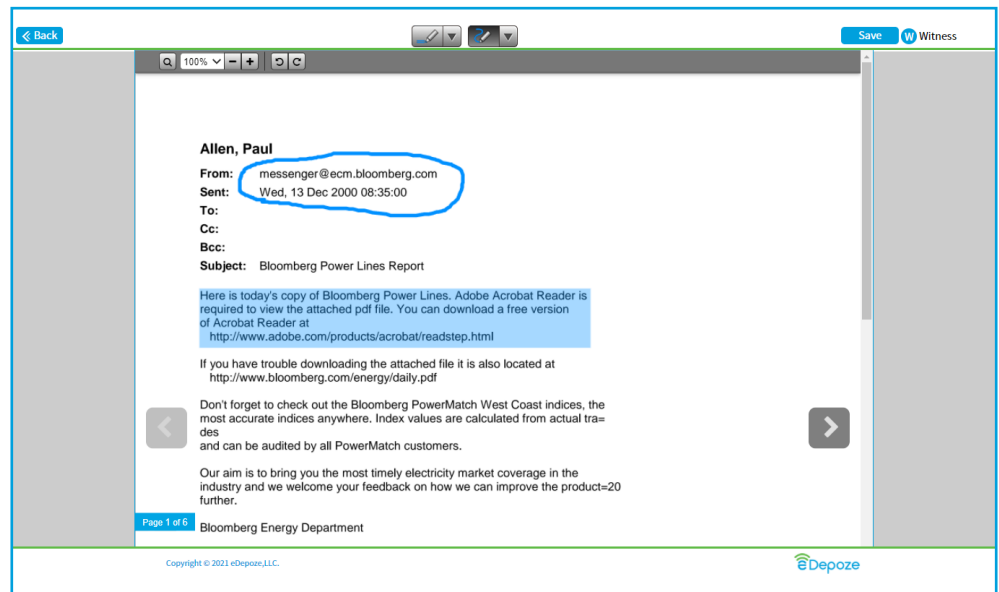 Back
Save
W Witness
100%
Allen, Paul
From: messenger@ecm.bloomberg.com
Sent: Wed, 13 Dec 2000 08:35:00
To:
Cc:
Bcc:
Subject: Bloomberg Power Lines Report
Here is today's copy of Bloomberg Power Lines. Adobe Acrobat Reader is
required to view the attached pdf file. You can download a free version
of Acrobat Reader at
http://www.adobe.com/products/acrobat/readstep.html
If you have trouble downloading the attached file it is also located at
http://www.bloomberg.com/energy/daily.pdf
Don't forget to check out the Bloomberg PowerMatch West Coast indices, the
most accurate indices anywhere. Index values are calculated from actual tra=
des
and can be audited by all PowerMatch customers.
Our aim is to bring you the most timely electricity market coverage in the
industry and we welcome your feedback on how we can improve the product=20
further.
Page 1 of 6
Bloomberg Energy Department
Copyright © 2021 eDepoze,LLC.
eDepoze